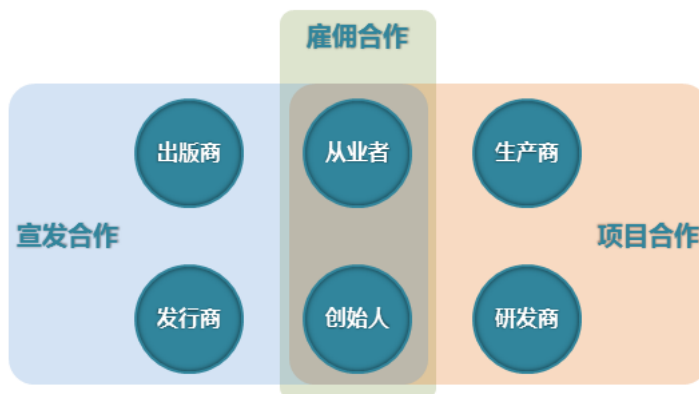 雇佣合作
出版商
从业者
生产商
宣发合作
项目合作
发行商
创始人
研发商